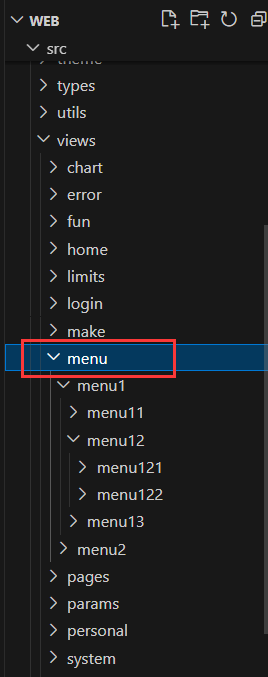 WEB
src
theme
types
utils
views
chart
error
fun
home
limits
login
make
menu
menu1
menu11
menu12
menu121
menu122
menu13
menu2
pages
params
personal
system